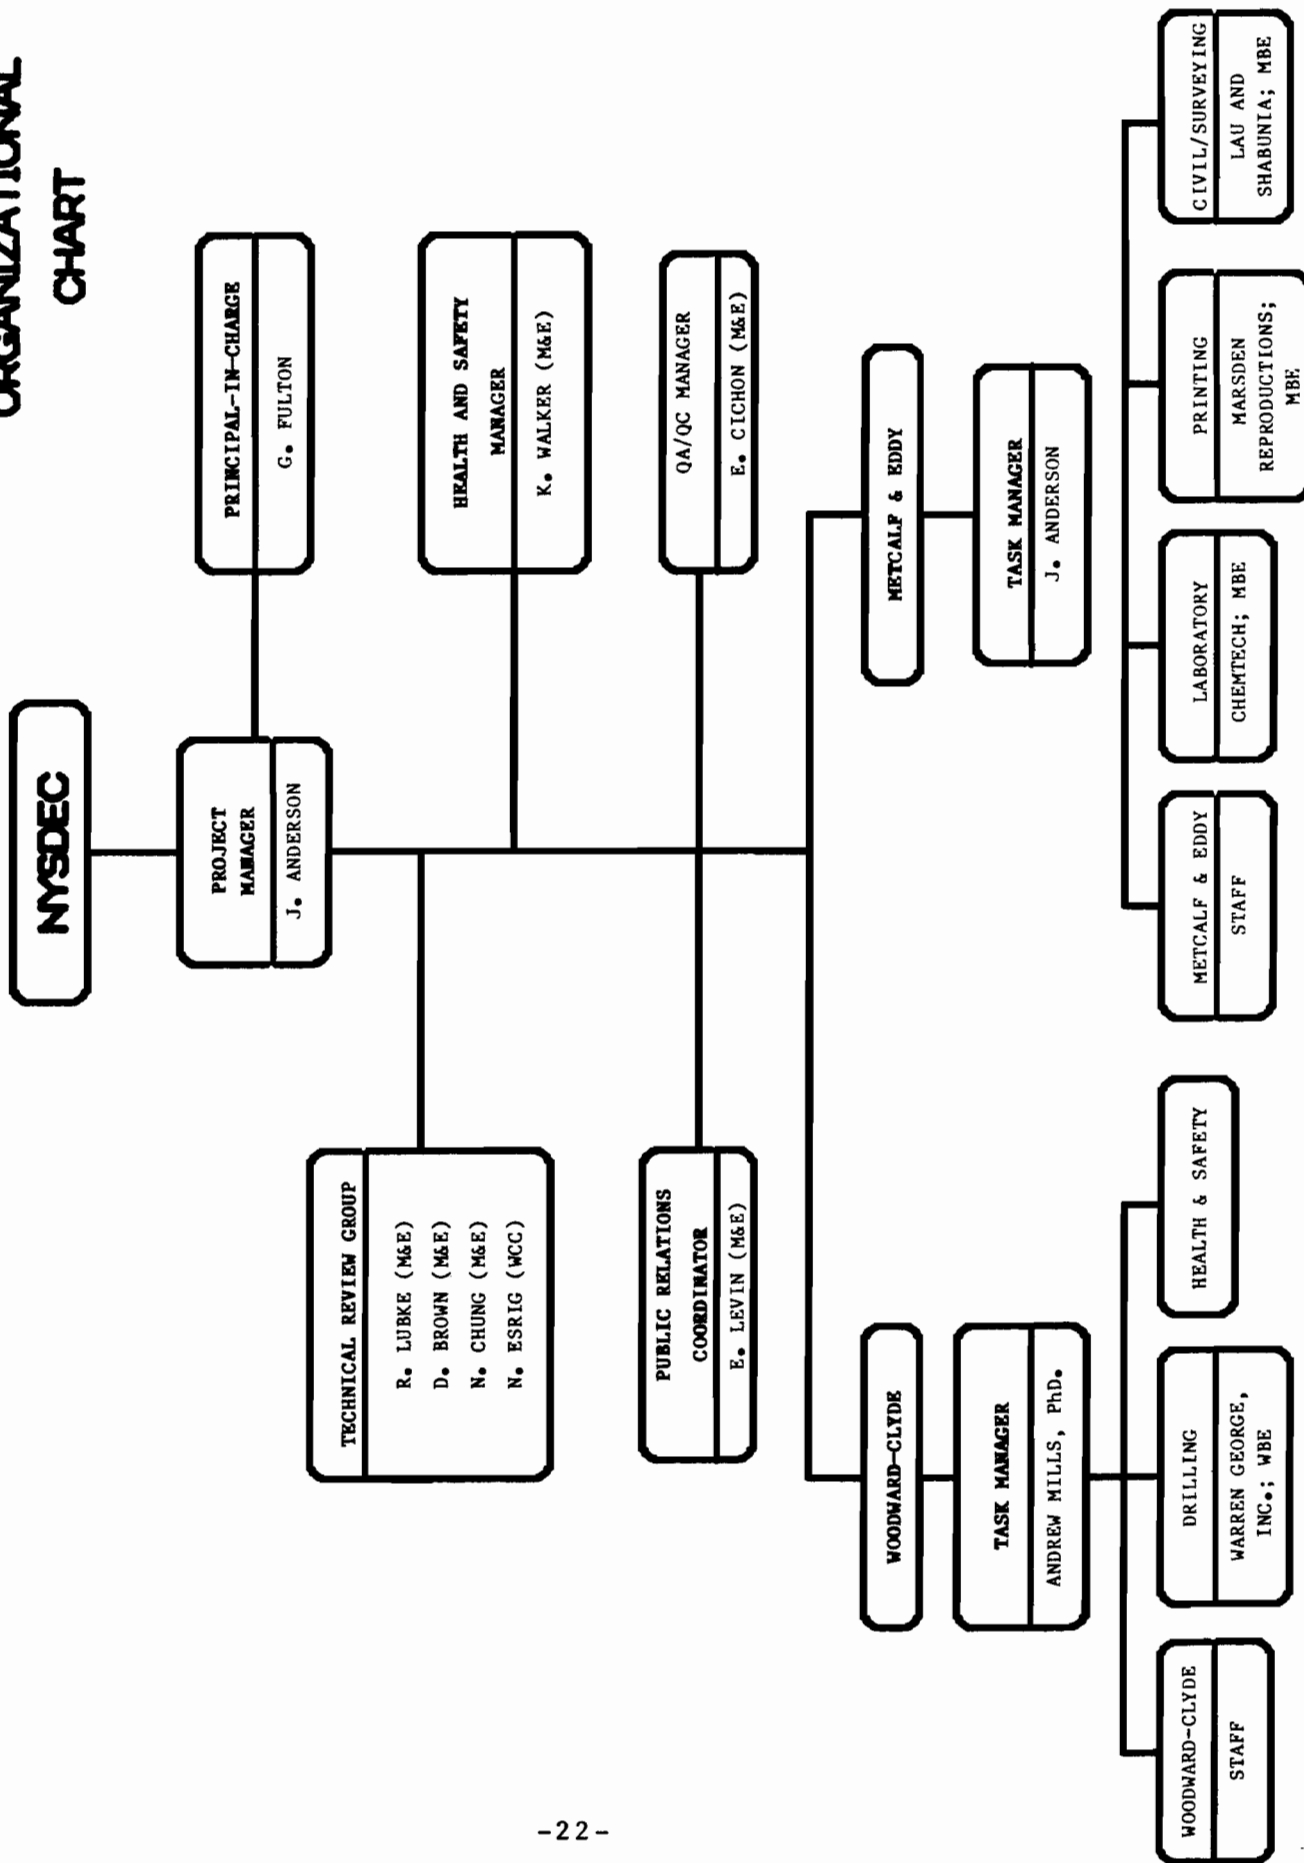 ORGANIZATIONAL
CHART
NYSDEC
PROJECT
MANAGER
J. ANDERSON
PRINCIPAL-IN-CHARGE
G. FULTON
TECHNICAL REVIEW GROUP
R. LUBKE (M&E)
D. BROWN (M&E)
N. CHUNG (M&E)
N. ESRIG (WCC)
HEALTH AND SAFETY
MANAGER
K. WALKER (M&E)
PUBLIC RELATIONS
COORDINATOR
E. LEVIN (M&E)
QA/QC MANAGER
E. CICHON (M&E)
WOODWARD-CLYDE
TASK MANAGER
ANDREW MILLS, PhD.
METCALF & EDDY
TASK MANAGER
J. ANDERSON
WOODWARD-CLYDE
STAFF
DRILLING
WARREN GEORGE,
INC.; WBE
HEALTH & SAFETY
METCALF & EDDY
STAFF
LABORATORY
CHEMTECH; MBE
PRINTING
MARSDEN
REPRODUCTIONS;
MBE
CIVIL/SURVEYING
LAU AND
SHABUNIA; MBE
-22-